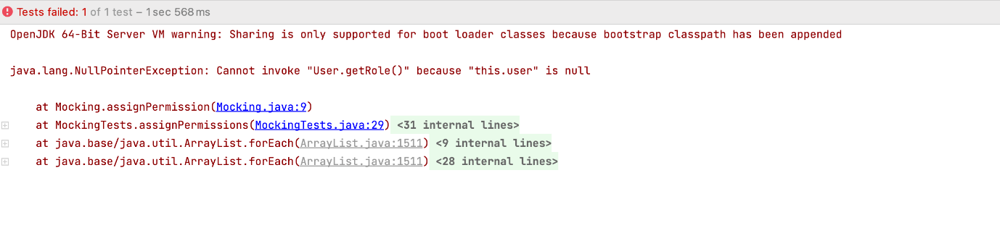 Tests failed: 1 of 1 test – 1 sec 568 ms
OpenJDK 64-Bit Server VM warning: Sharing is only supported for boot loader classes because bootstrap classpath has been appended
java.lang.NullPointerException: Cannot invoke "User.getRole()" because "this.user" is null
at Mocking.assignPermission(Mocking.java:9)
at MockingTests.assignPermissions(MockingTests.java:29) <31 internal lines>
at java.base/java.util.ArrayList.forEach(ArrayList.java:1511) <9 internal lines>
at java.base/java.util.ArrayList.forEach(ArrayList.java:1511) <28 internal lines>